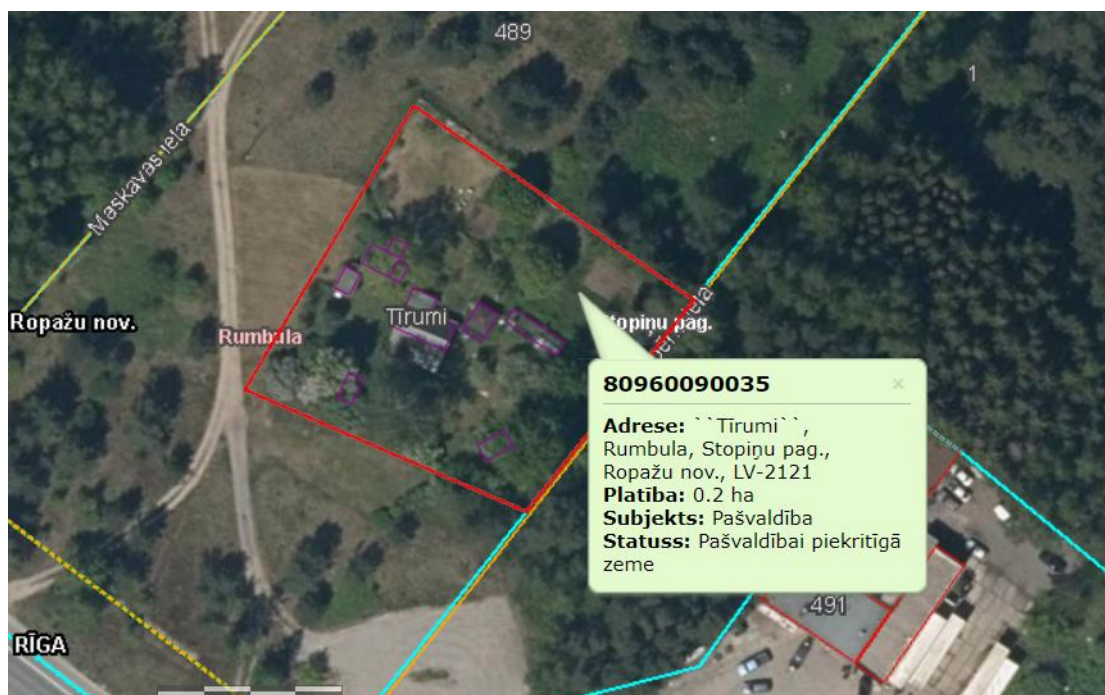 489
1
Maskavas iela
Ropažu nov.
Rumbula
Tīrumi
Stopiņu pag.
iela
80960090035
×
Adrese: ``Tīrumi``,
Rumbula, Stopiņu pag.,
Ropažu nov., LV-2121
Platība: 0.2 ha
Subjekts: Pašvaldība
Statuss: Pašvaldībai piekritīgā
zeme
491
RĪGA